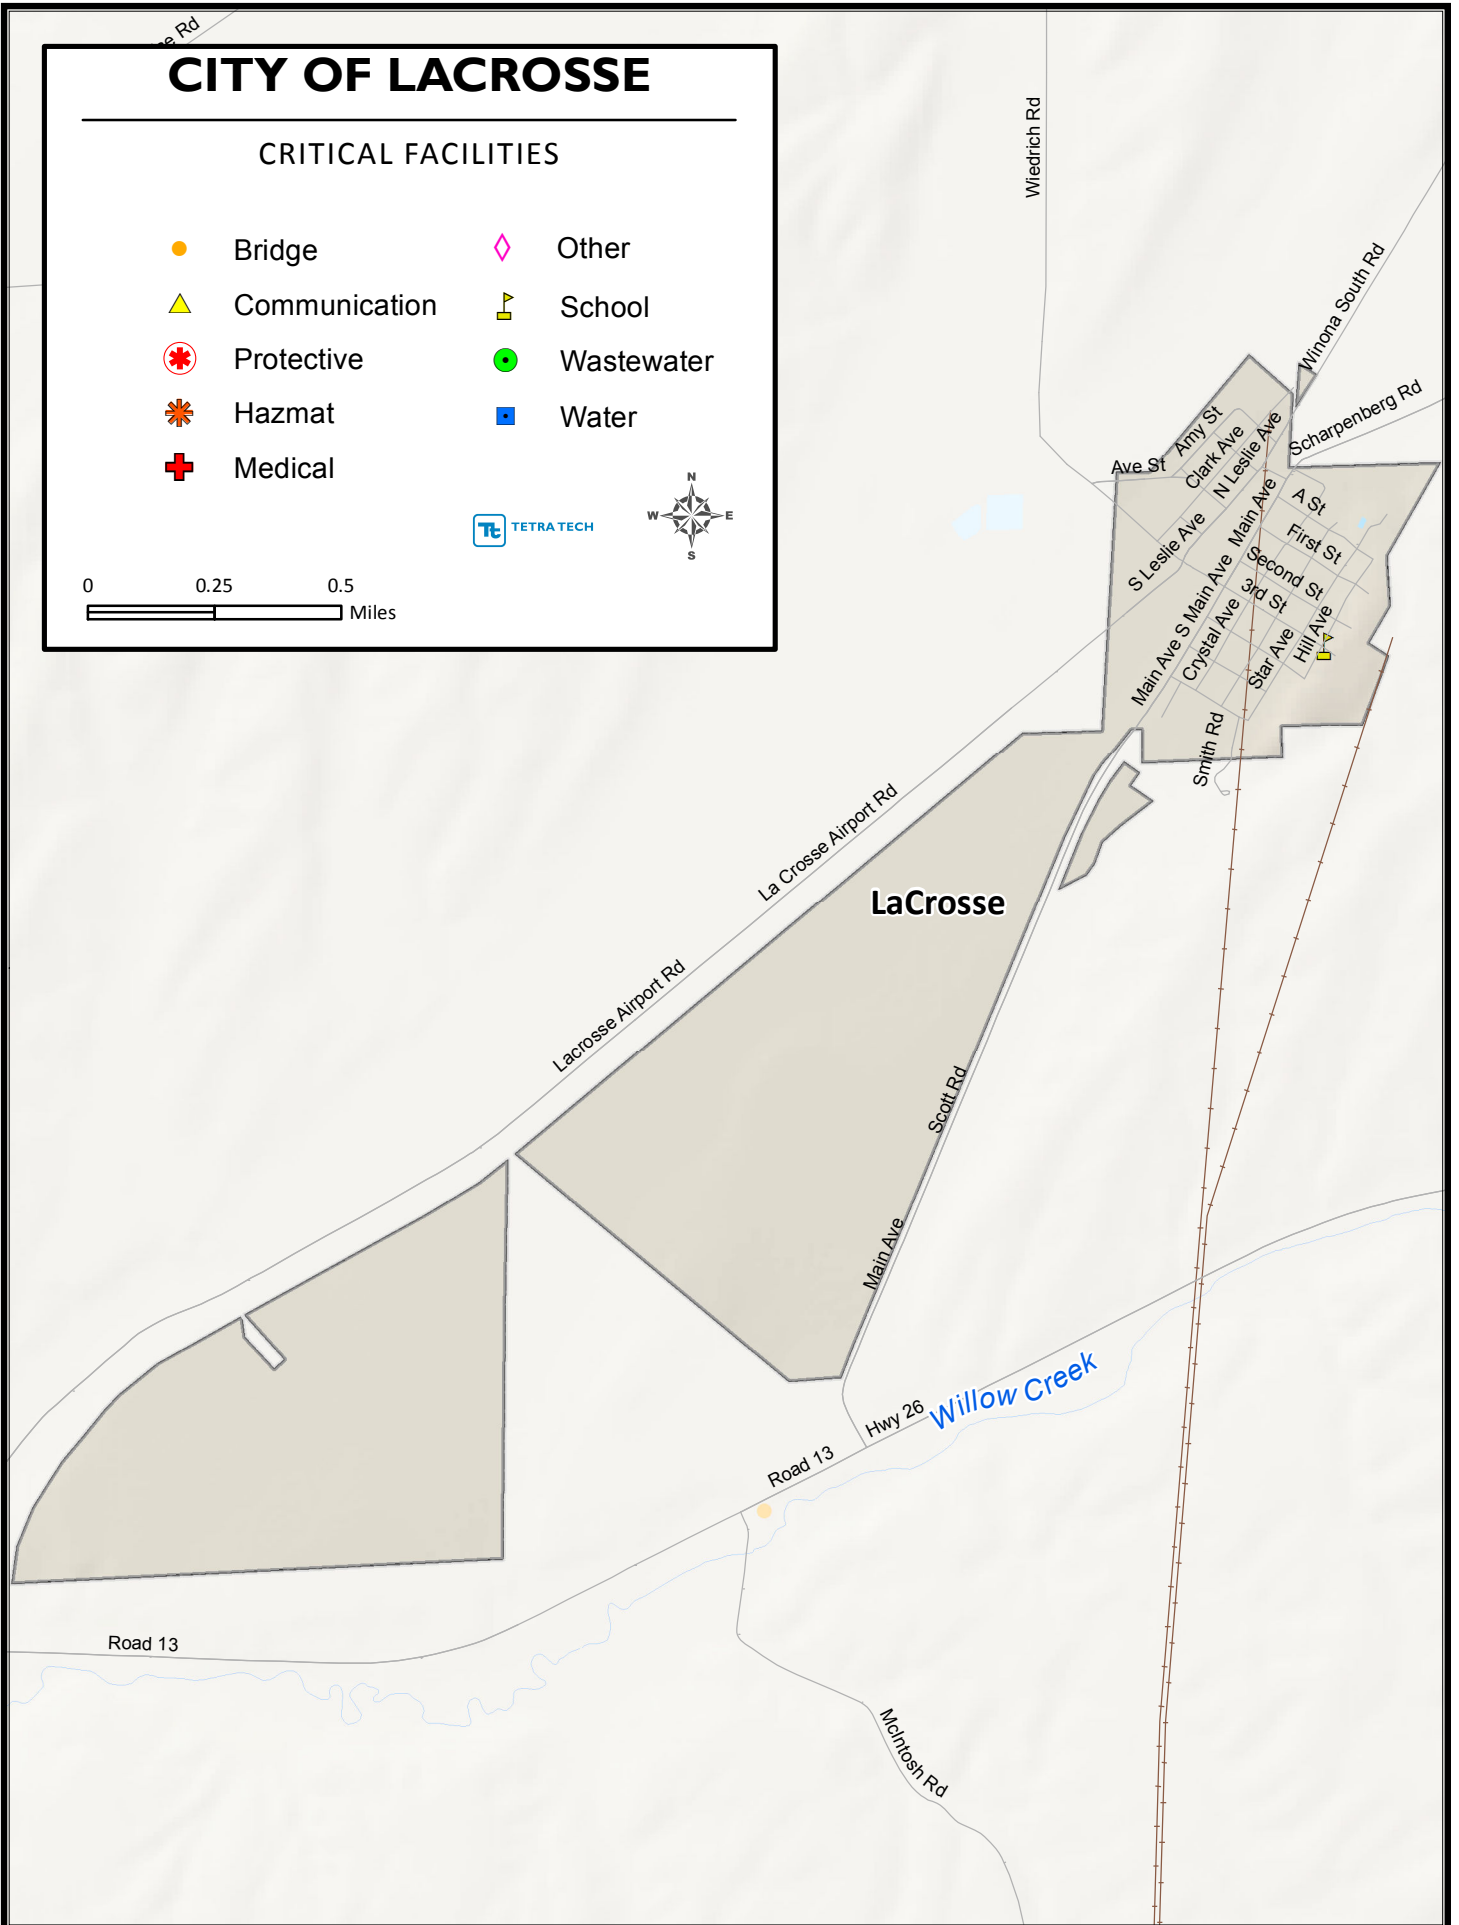 CITY OF LACROSSE
CRITICAL FACILITIES
Bridge
Communication
Protective
Hazmat
Medical
Other
School
Wastewater
Water
N
W E
S
Tt TETRA TECH
0 0.25 0.5
Miles
Wiedrich Rd
Winona South Rd
Scharpenberg Rd
Amy St
Ave St
Clark Ave
N Leslie Ave
A St
Main Ave
First St
S Leslie Ave
Second St
3rd St
S Main Ave
Main Ave
Crystal Ave
Star Ave
Hill Ave
Smith Rd
La Crosse Airport Rd
LaCrosse
Lacrosse Airport Rd
Scott Rd
Main Ave
Willow Creek
Hwy 26
Road 13
Road 13
McIntosh Rd